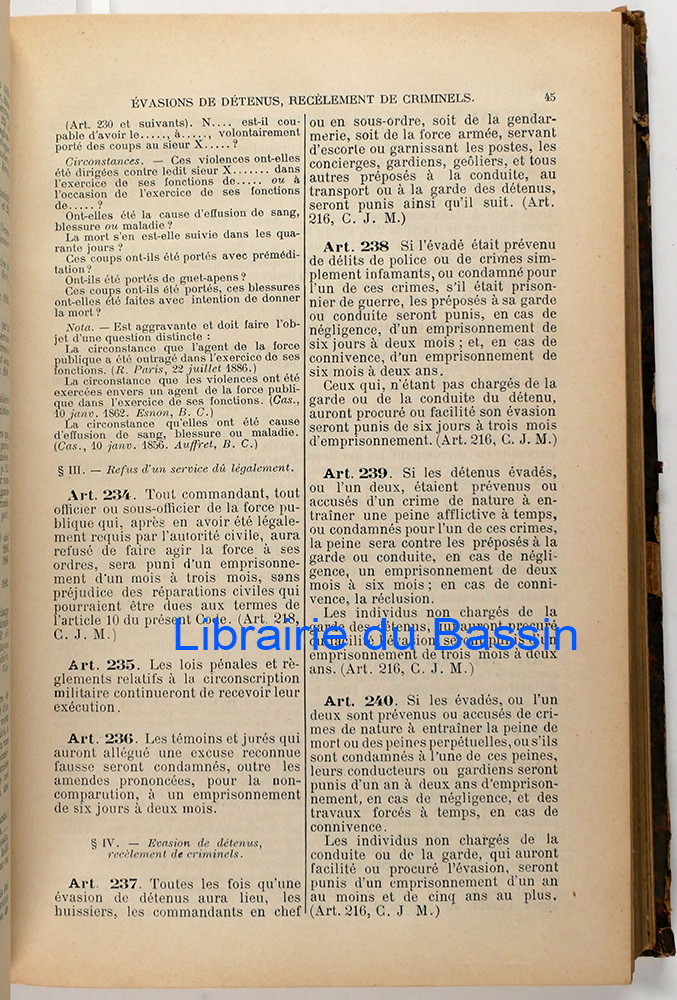 ÉVASIONS DE DÉTENUS, RECÈLEMENT DE CRIMINELS. 45
(Art. 230 et suivants). N.... est-il cou-
pable d'avoir le....., à....., volontairement
porté des coups au sieur X..... ?
Circonstances. — Ces violences ont-elles
été dirigées contre ledit sieur X....... dans
l'exercice de ses fonctions de..... ou à
l'occasion de l'exercice de ses fonctions
de..... ?
Ont-elles été la cause d'effusion de sang,
blessure ou maladie ?
La mort s'en est-elle suivie dans les qua-
rante jours ?
Ces coups ont-ils été portés avec prémédi-
tation ?
Ont-ils été portés de guet-apens ?
Ces coups ont-ils été portés, ces blessures
ont-elles été faites avec intention de donner
la mort ?
Nota. — Est aggravante et doit faire l'ob-
jet d'une question distincte :
La circonstance que l'agent de la force
publique a été outragé dans l'exercice de ses
fonctions. (R. Paris, 22 juillet 1886.)
La circonstance que les violences ont été
exercées envers un agent de la force publi-
que dans l'exercice de ses fonctions. (Cas.,
10 janv. 1862. Esnon, B. C.)
La circonstance qu'elles ont été cause
d'effusion de sang, blessure ou maladie.
(Cas., 10 janv. 1856. Auffret, B. C.)
§ III. — Refus d'un service dû légalement.
Art. 234. Tout commandant, tout
officier ou sous-officier de la force pu-
blique qui, après en avoir été légale-
ment requis par l'autorité civile, aura
refusé de faire agir la force à ses
ordres, sera puni d'un emprisonne-
ment d'un mois à trois mois, sans
préjudice des réparations civiles qui
pourraient être dues aux termes de
l'article 10 du présent Code. (Art. 218,
C. J. M.)
Art. 235. Les lois pénales et rè-
glements relatifs à la circonscription
militaire continueront de recevoir leur
exécution.
Art. 236. Les témoins et jurés qui
auront allégué une excuse reconnue
fausse seront condamnés, outre les
amendes prononcées, pour la non-
comparution, à un emprisonnement
de six jours à deux mois.
§ IV. — Evasion de détenus,
recèlement de criminels.
Art. 237. Toutes les fois qu'une
évasion de détenus aura lieu, les
huissiers, les commandants en chef
ou en sous-ordre, soit de la gendar-
merie, soit de la force armée, servant
d'escorte ou garnissant les postes, les
concierges, gardiens, geôliers, et tous
autres préposés à la conduite, au
transport ou à la garde des détenus,
seront punis ainsi qu'il suit. (Art.
216, C. J. M.)
Art. 238 Si l'évadé était prévenu
de délits de police ou de crimes sim-
plement infamants, ou condamné pour
l'un de ces crimes, s'il était prison-
nier de guerre, les préposés à sa garde
ou conduite seront punis, en cas de
négligence, d'un emprisonnement de
six jours à deux mois ; et, en cas de
connivence, d'un emprisonnement de
six mois à deux ans.
Ceux qui, n'étant pas chargés de la
garde ou de la conduite du détenu,
auront procuré ou facilité son évasion
seront punis de six jours à trois mois
d'emprisonnement. (Art. 216, C. J. M.)
Art. 239. Si les détenus évadés,
ou l'un deux, étaient prévenus ou
accusés d'un crime de nature à en-
traîner une peine afflictive à temps,
ou condamnés pour l'un de ces crimes,
la peine sera contre les préposés à la
garde ou conduite, en cas de négli-
gence, un emprisonnement de deux
mois à six mois ; en cas de conni-
vence, la réclusion.
Les individus non chargés de la
garde des détenus, qui auront procuré
ou facilité l'évasion seront punis d'un
emprisonnement de trois mois à deux
ans. (Art. 216, C. J. M.)
Art. 240. Si les évadés, ou l'un
deux sont prévenus ou accusés de cri-
mes de nature à entraîner la peine de
mort ou des peines perpétuelles, ou s'ils
sont condamnés à l'une de ces peines,
leurs conducteurs ou gardiens seront
punis d'un an à deux ans d'emprison-
nement, en cas de négligence, et des
travaux forcés à temps, en cas de
connivence.
Les individus non chargés de la
conduite ou de la garde, qui auront
facilité ou procuré l'évasion, seront
punis d'un emprisonnement d'un an
au moins et de cinq ans au plus.
(Art. 216, C. J M.)
Librairie du Bassin